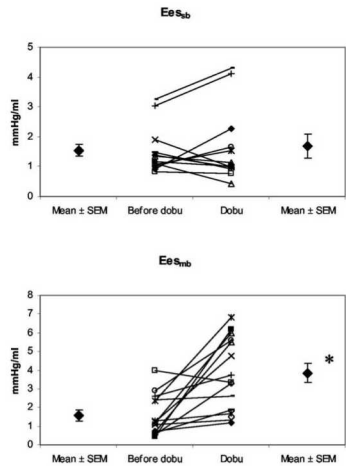 Ees_sb
5
4
3
2
1
0
mmHg/ml
Mean ± SEM Before dobu Dobu Mean ± SEM
Ees_mb
8
7
6
5
4
3
2
1
0
mmHg/ml
*
Mean ± SEM Before dobu Dobu Mean ± SEM